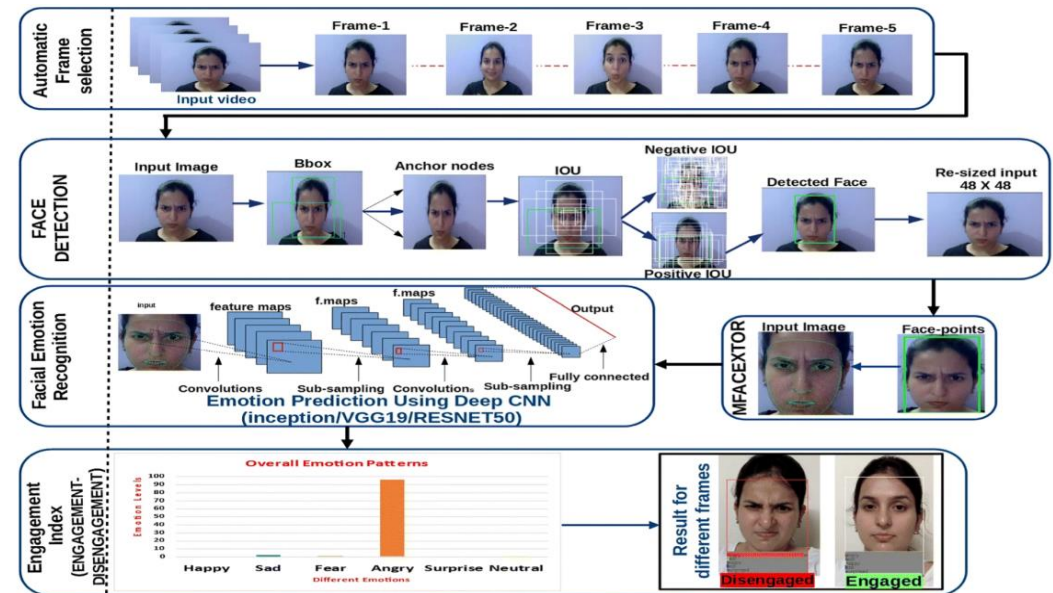 Automatic
Frame
selection
Input video
Frame-1
Frame-2
Frame-3
Frame-4
Frame-5
FACE
DETECTION
Input Image
Bbox
Anchor nodes
IOU
Negative IOU
Positive IOU
Detected Face
Re-sized input
48 X 48
Facial Emotion
Recognition
input
feature maps
f.maps
f.maps
Output
Convolutions
Sub-sampling
Convolutions
Sub-sampling
Fully connected
Emotion Prediction Using Deep CNN
(inception/VGG19/RESNET50)
MFACEXTOR
Input Image
Face-points
Engagement
Index
(ENGAGEMENT-
DISENGAGEMENT)
Overall Emotion Patterns
Emotion Levels
100
90
80
70
60
50
40
30
20
10
0
Happy Sad Fear Angry Surprise Neutral
Different Emotions
Result for
different frames
Disengaged
Engaged